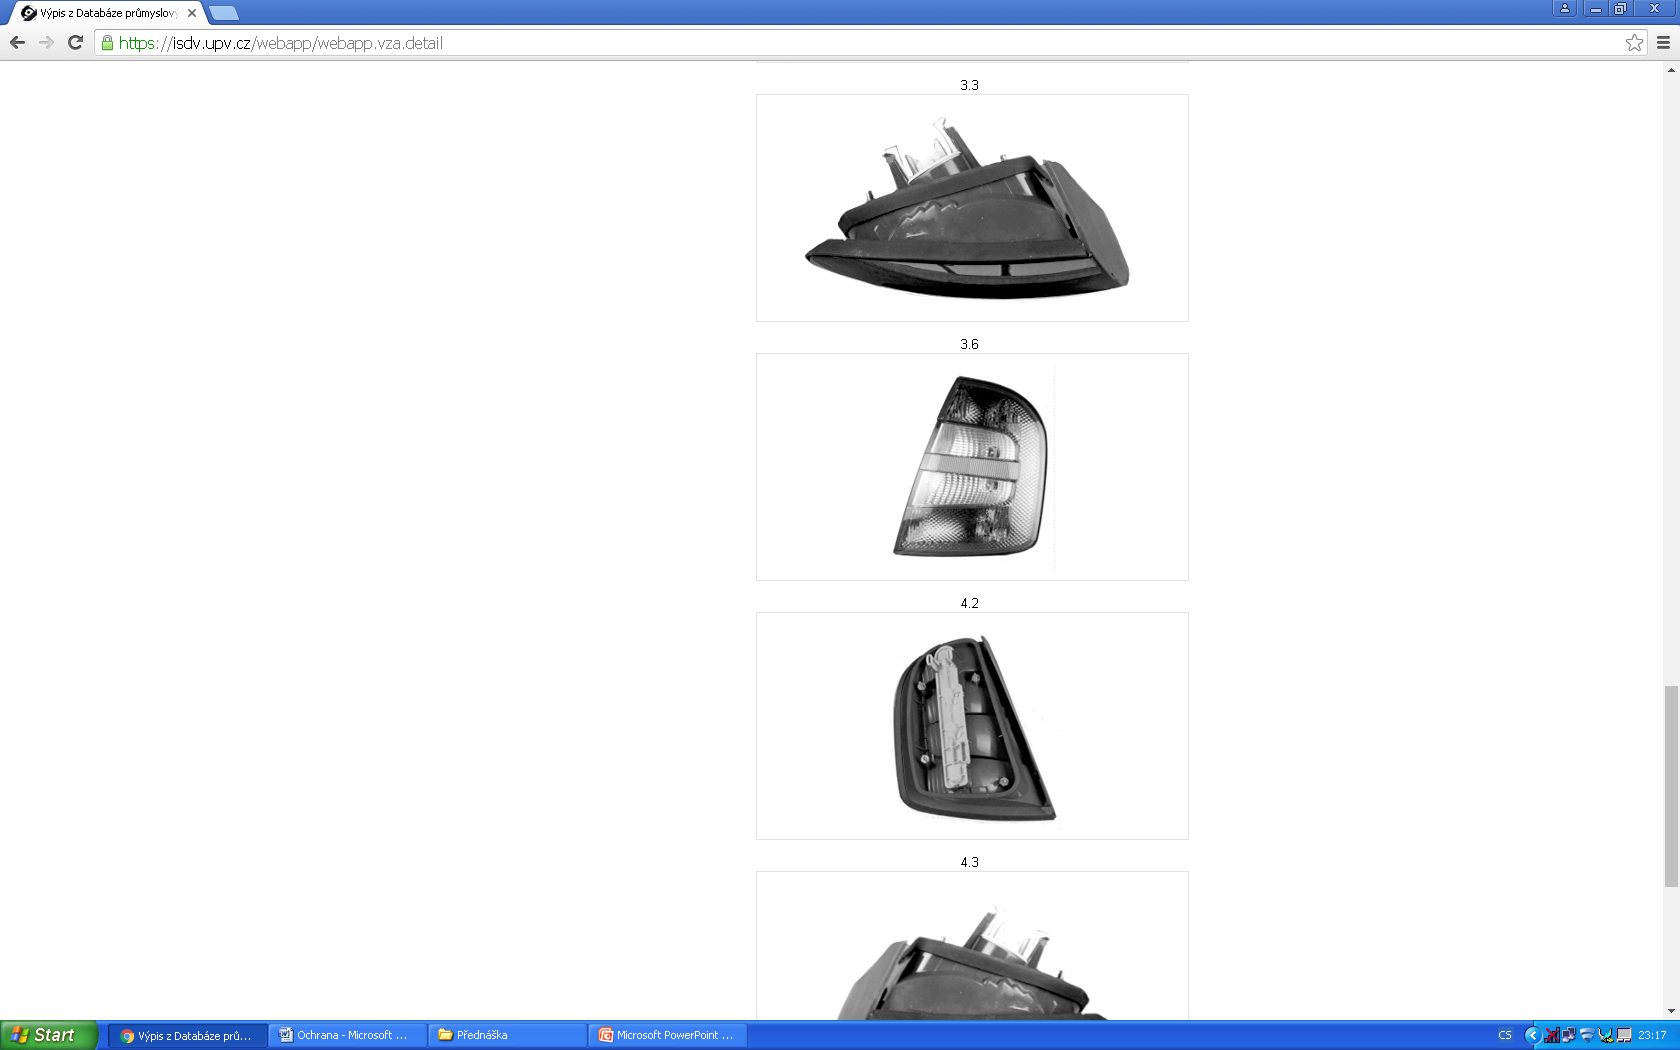 Výpis z Databáze průmyslový
https://isdv.upv.cz/webapp/webapp.vza.detail
3.3
3.6
4.2
4.3
Start
Výpis z Databáze prů...
Ochrana - Microsoft ...
Přednáška
Microsoft PowerPoint ...
CS
23:17